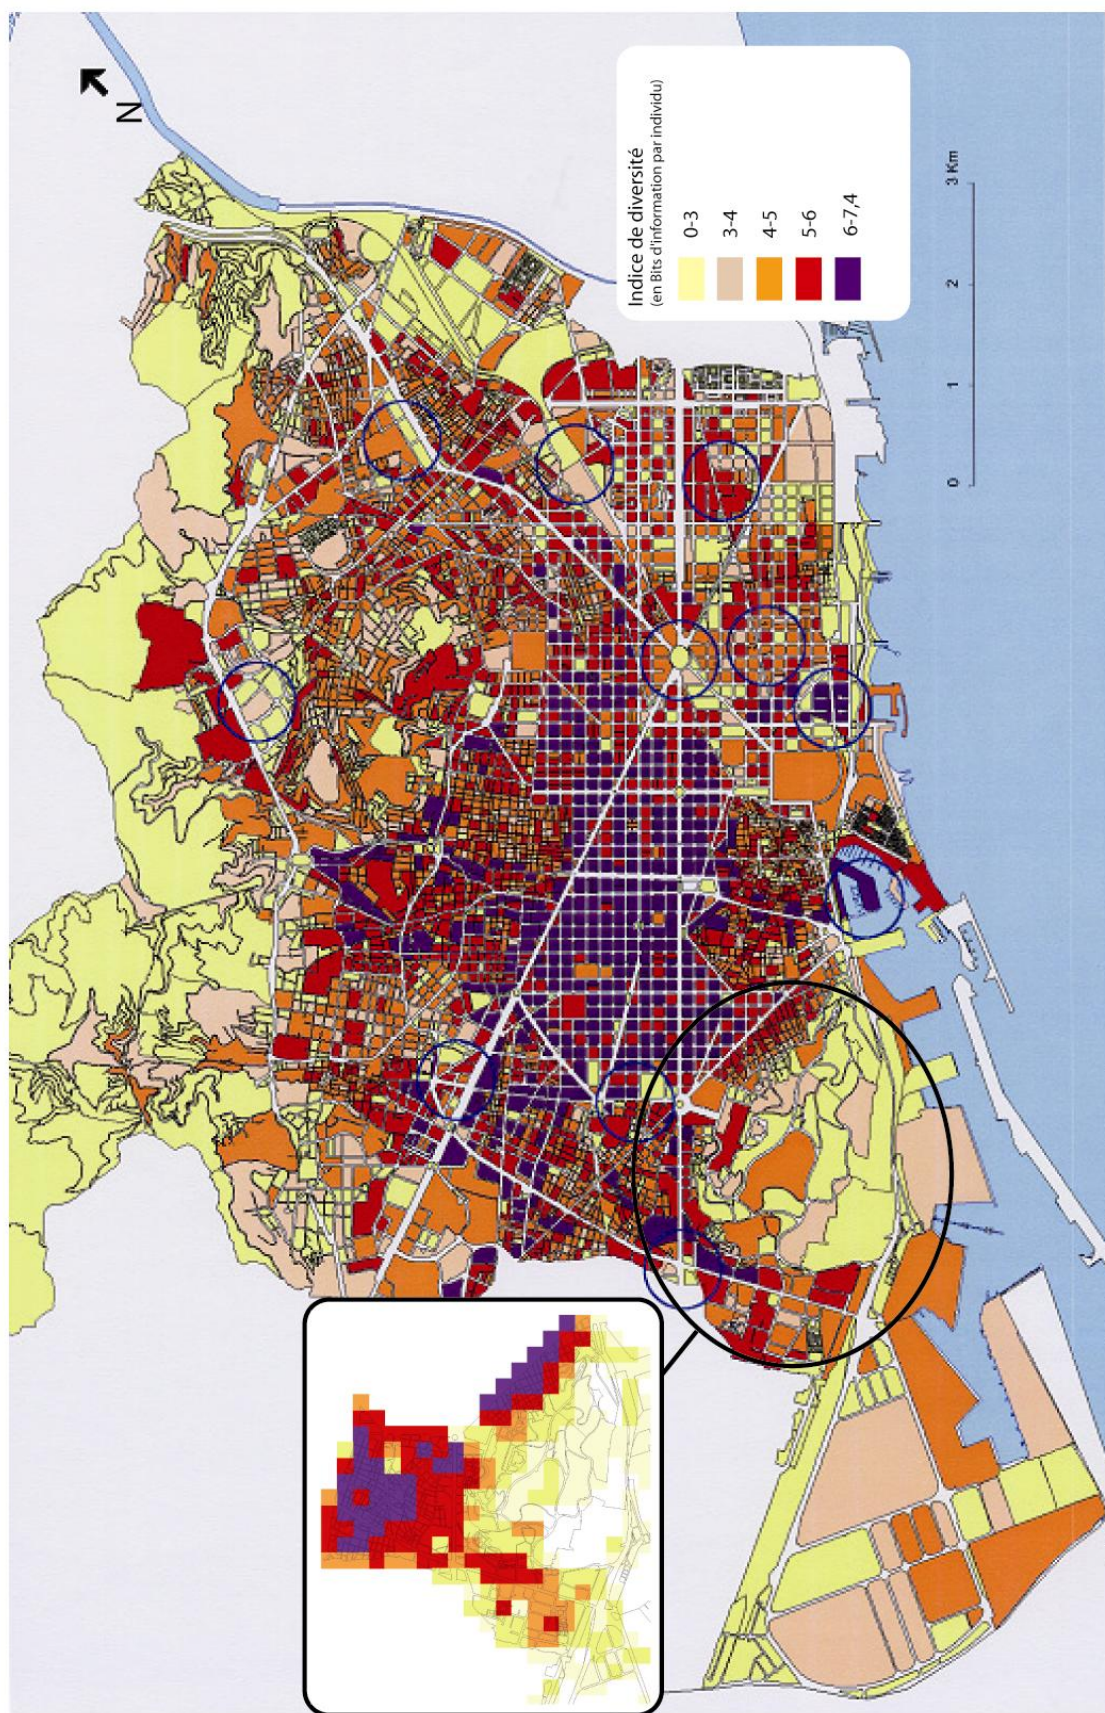 N
Indice de diversité
(en Bits d'information par individu)
0-3
3-4
4-5
5-6
6-7,4
0 1 2 3 Km